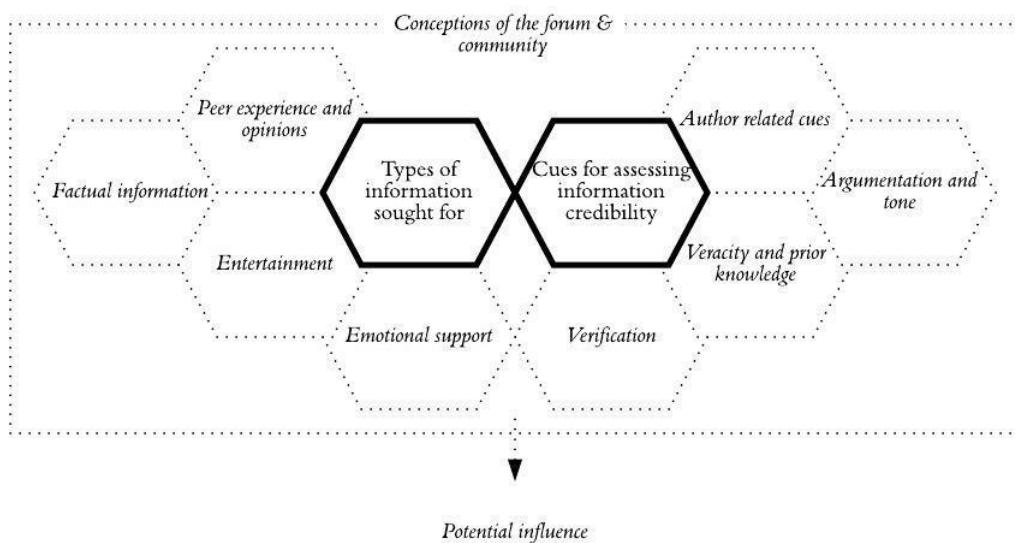 Conceptions of the forum &
community
Peer experience and
opinions
Author related cues
Types of
information
sought for
Cues for assessing
information
credibility
Factual information
Argumentation and
tone
Entertainment
Veracity and prior
knowledge
Emotional support
Verification
Potential influence